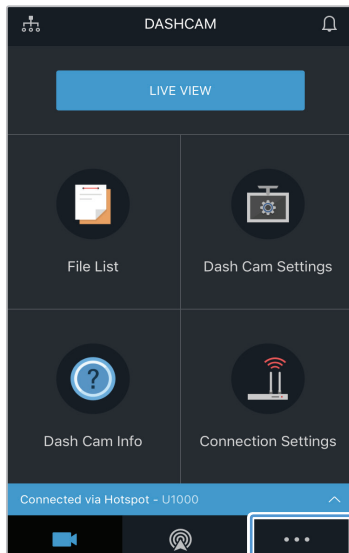 DASHCAM
LIVE VIEW
File List
Dash Cam Settings
?
Dash Cam Info
Connection Settings
Connected via Hotspot - U1000